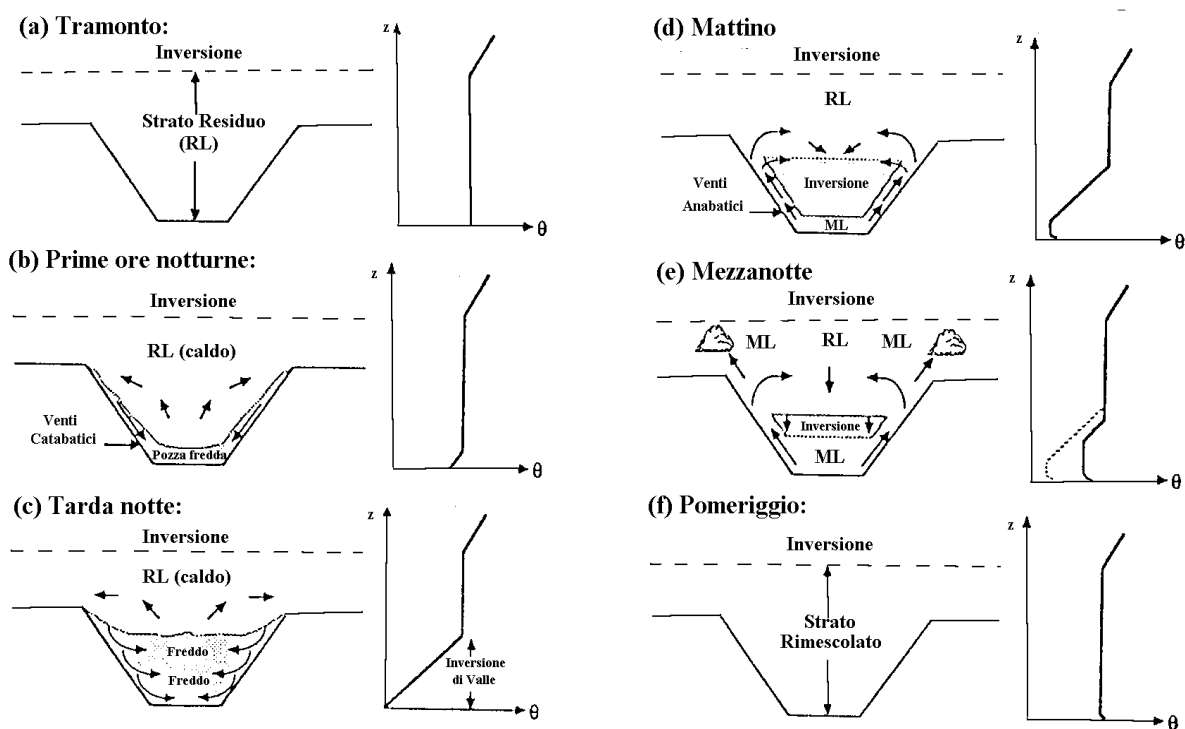 (a) Tramonto:
Inversione
Strato Residuo
(RL)
z
θ
(b) Prime ore notturne:
Inversione
RL (caldo)
Venti
Catabatici
Pozza fredda
z
θ
(c) Tarda notte:
Inversione
RL (caldo)
Freddo
Freddo
z
Inversione
di Valle
θ
(d) Mattino
Inversione
RL
Inversione
Venti
Anabatici
ML
z
θ
(e) Mezzanotte
Inversione
ML RL ML
Inversione
ML
z
θ
(f) Pomeriggio:
Inversione
Strato
Rimescolato
z
θ